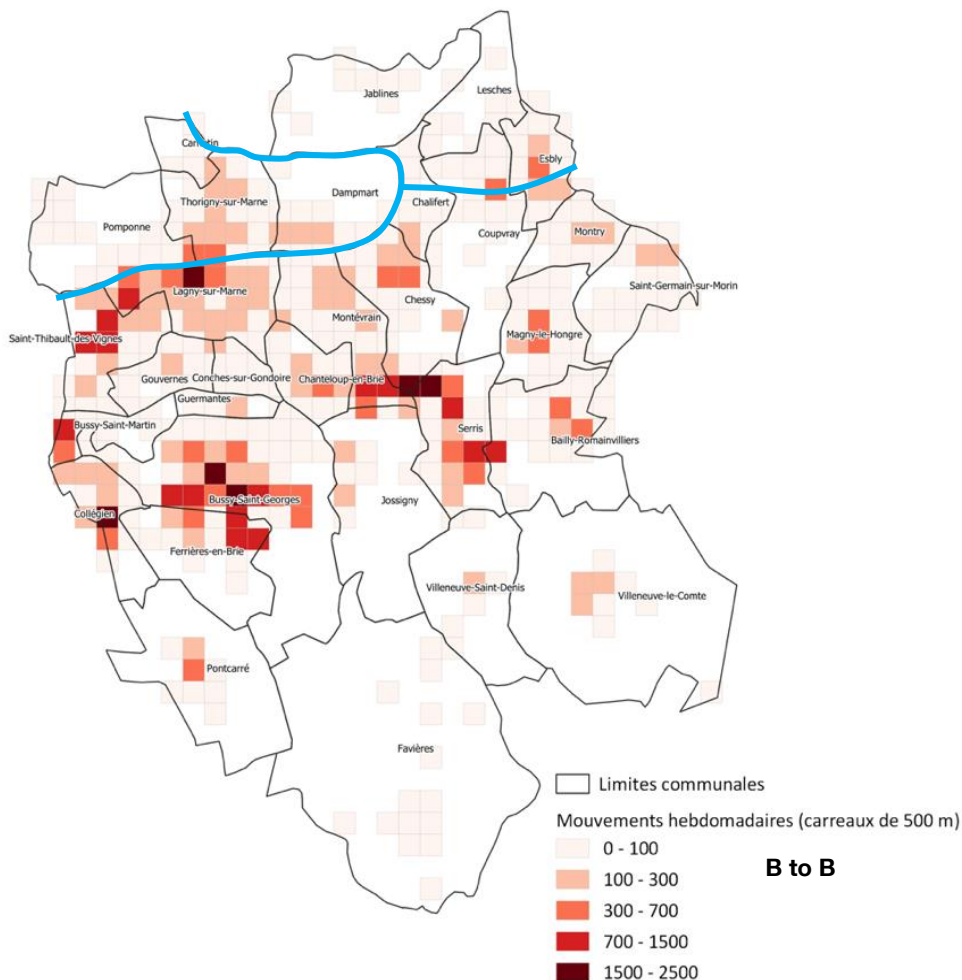 Jablines
Lesches
Carnetin
Esbly
Thorigny-sur-Marne
Dampmart
Chalifert
Pomponne
Coupvray
Montry
Saint-Germain-sur-Morin
Lagny-sur-Marne
Chessy
Montévrain
Magny-le-Hongre
Saint-Thibault-des-Vignes
Gouvernes
Conches-sur-Gondoire
Chanteloup-en-Brie
Guermantes
Bussy-Saint-Martin
Serris
Bailly-Romainvilliers
Bussy-Saint-Georges
Jossigny
Collégien
Ferrières-en-Brie
Villeneuve-Saint-Denis
Villeneuve-le-Comte
Pontcarré
Favières
Limites communales
Mouvements hebdomadaires (carreaux de 500 m)
0 - 100
100 - 300
300 - 700
700 - 1500
1500 - 2500
B to B